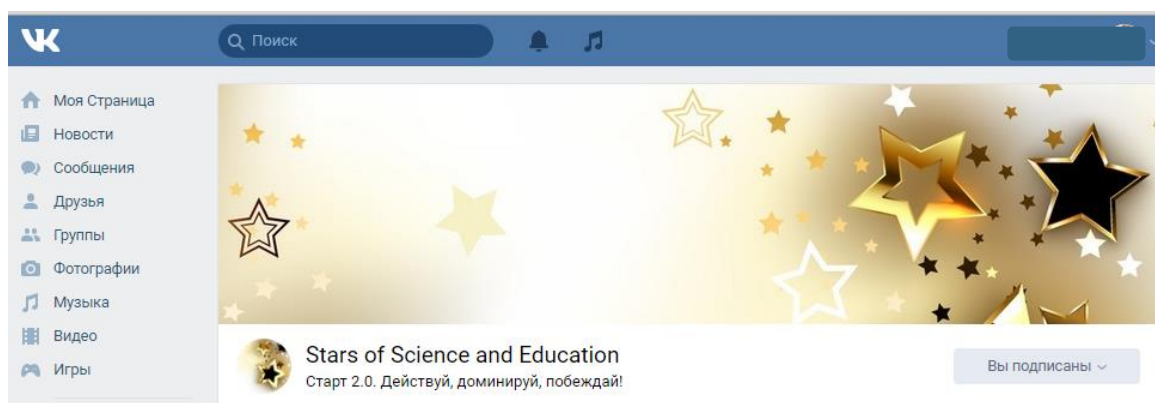 Поиск
Моя Страница
Новости
Сообщения
Друзья
Группы
Фотографии
Музыка
Видео
Игры
Stars of Science and Education
Старт 2.0. Действуй, доминируй, побеждай!
Вы подписаны